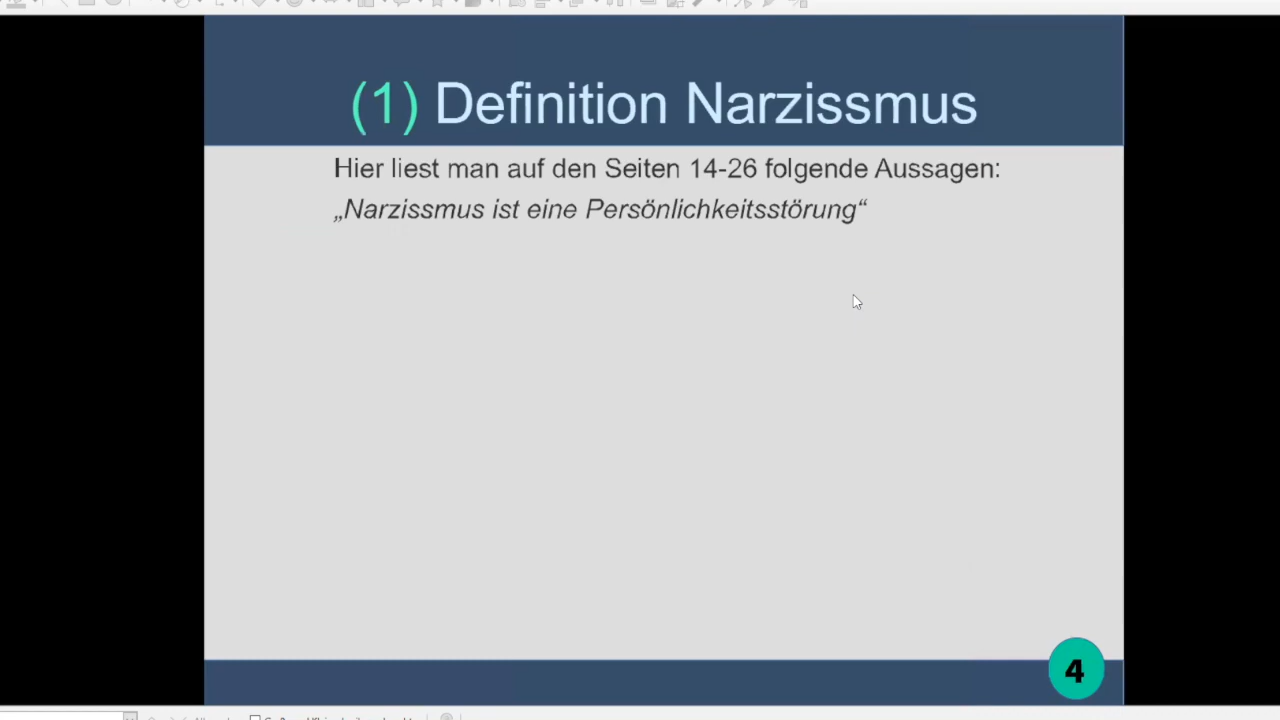 (1) Definition Narzissmus
Hier liest man auf den Seiten 14-26 folgende Aussagen:
„Narzissmus ist eine Persönlichkeitsstörung“
4